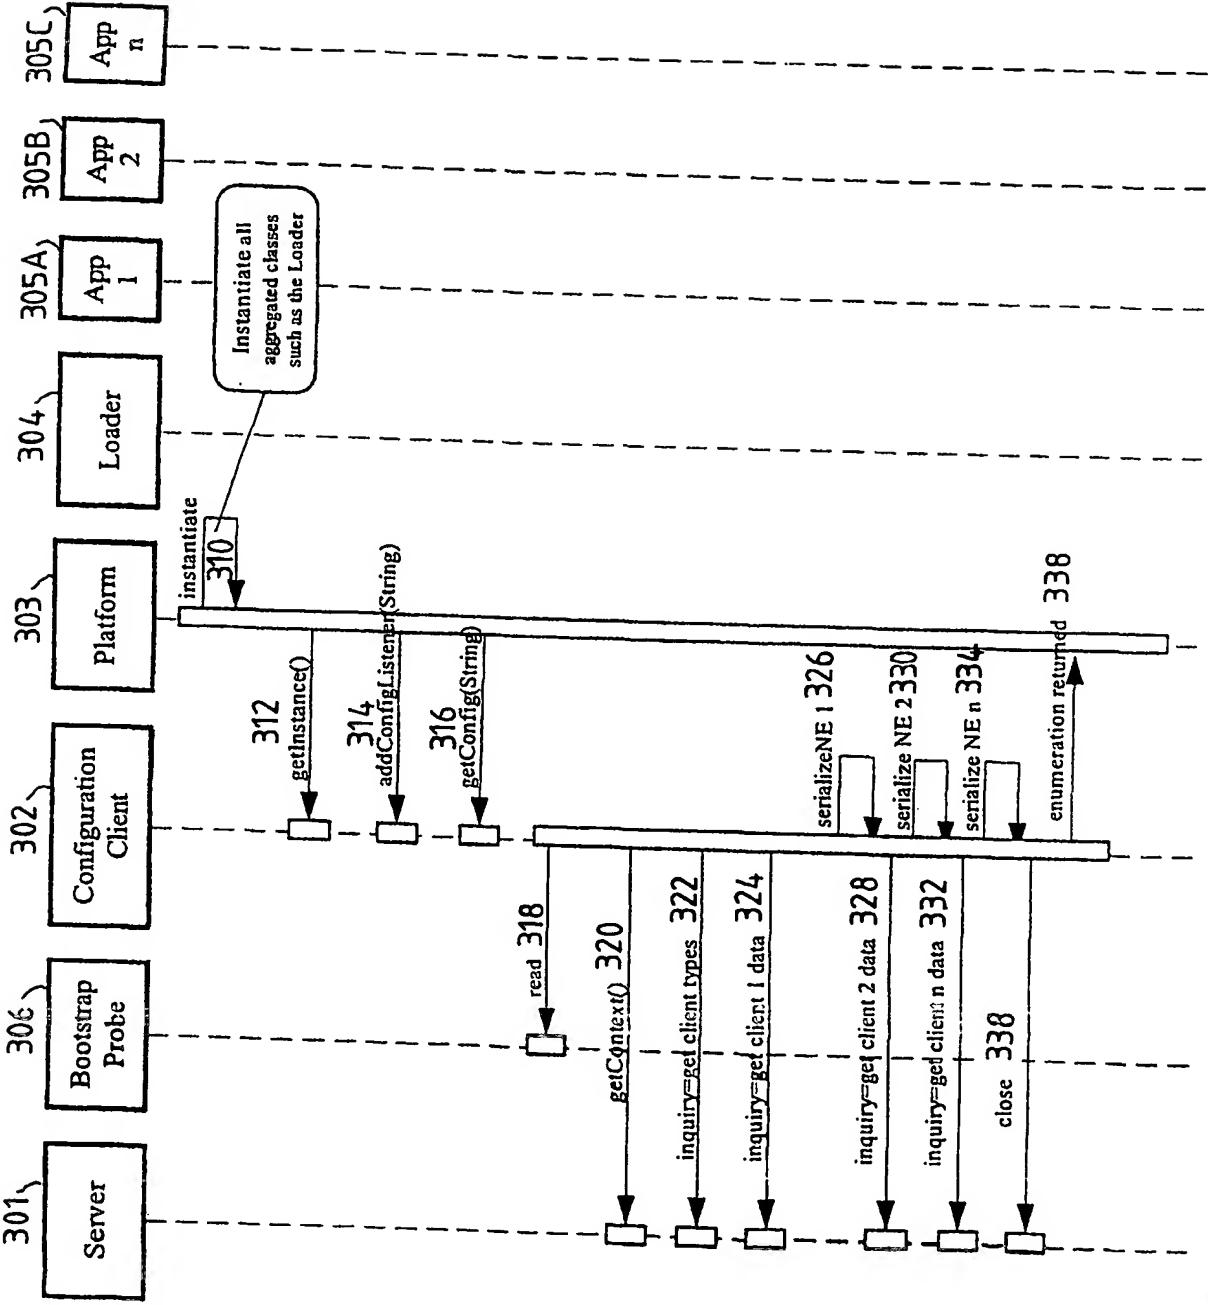 301
Server
306
Bootstrap
Probe
302
Configuration
Client
303
Platform
304
Loader
305A
App
1
305B
App
2
305C
App
n
instantiate
310
Instantiate all
aggregated classes
such as the Loader
312
getInstance()
314
addConfigListener(String)
316
getConfig(String)
read 318
getContext() 320
inquiry=get client types 322
inquiry=get client 1 data 324
serializeNE 1 326
inquiry=get client 2 data 328
serialize NE 2 330
inquiry=get client n data 332
serialize NE n 334
close 338
enumeration returned 338